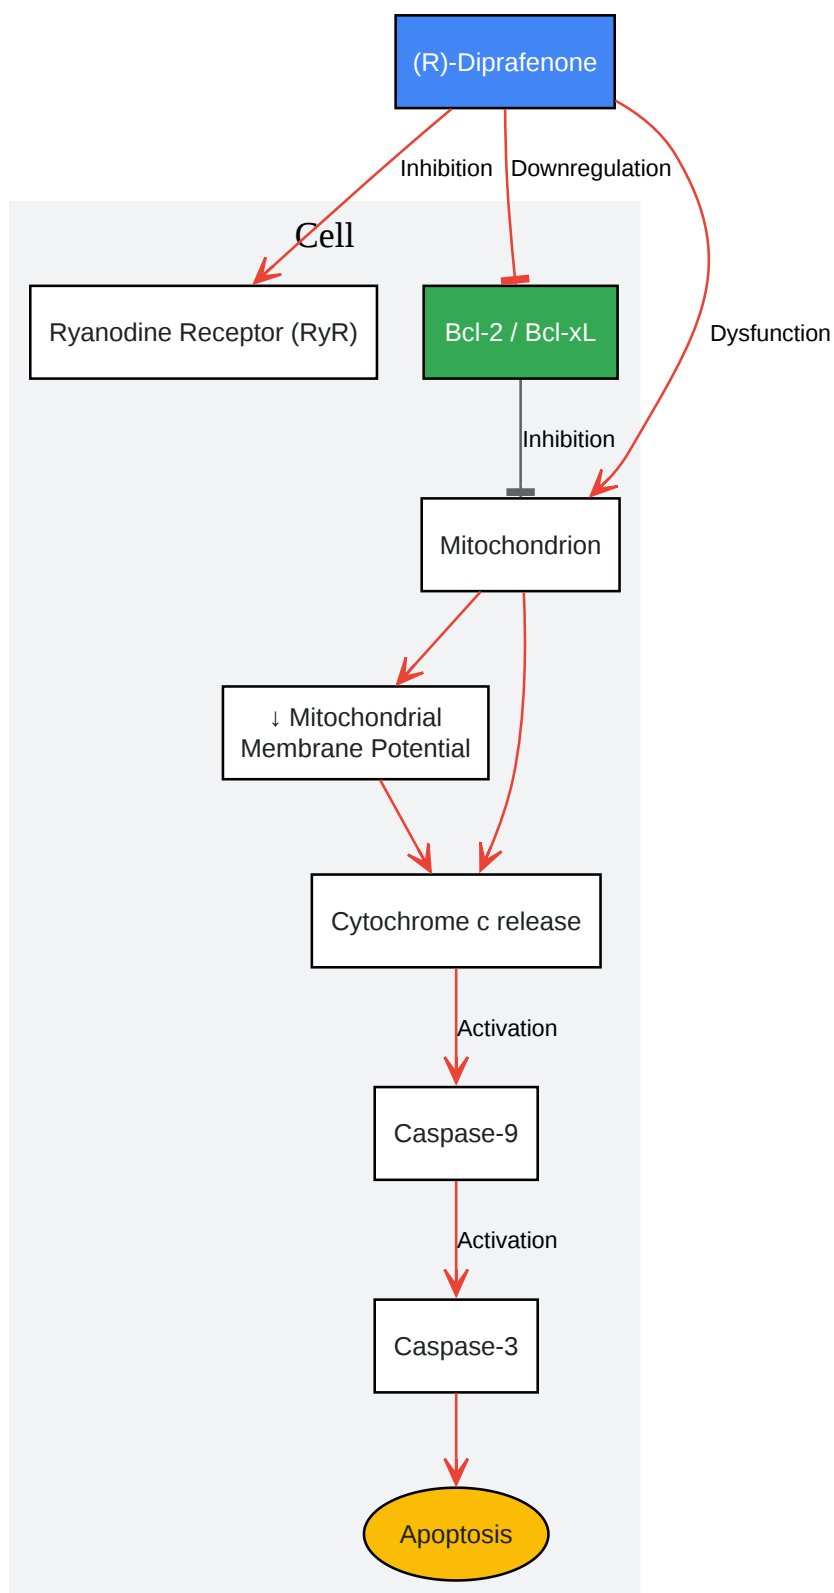 (R)-Diprafenone
Inhibition
Downregulation
Cell
Ryanodine Receptor (RyR)
Bcl-2 / Bcl-xL
Dysfunction
Inhibition
Mitochondrion
↓ Mitochondrial
Membrane Potential
Cytochrome c release
Activation
Caspase-9
Activation
Caspase-3
Apoptosis